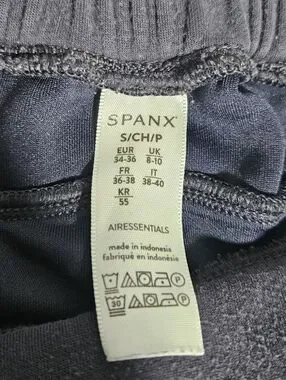 SPANX
S/CH/P
EUR UK
34-36 8-10
FR IT
36-38 38-40
KR
55
AIRESSENTIALS
made in indonesia
fabriqué en indonésie
P
30 P